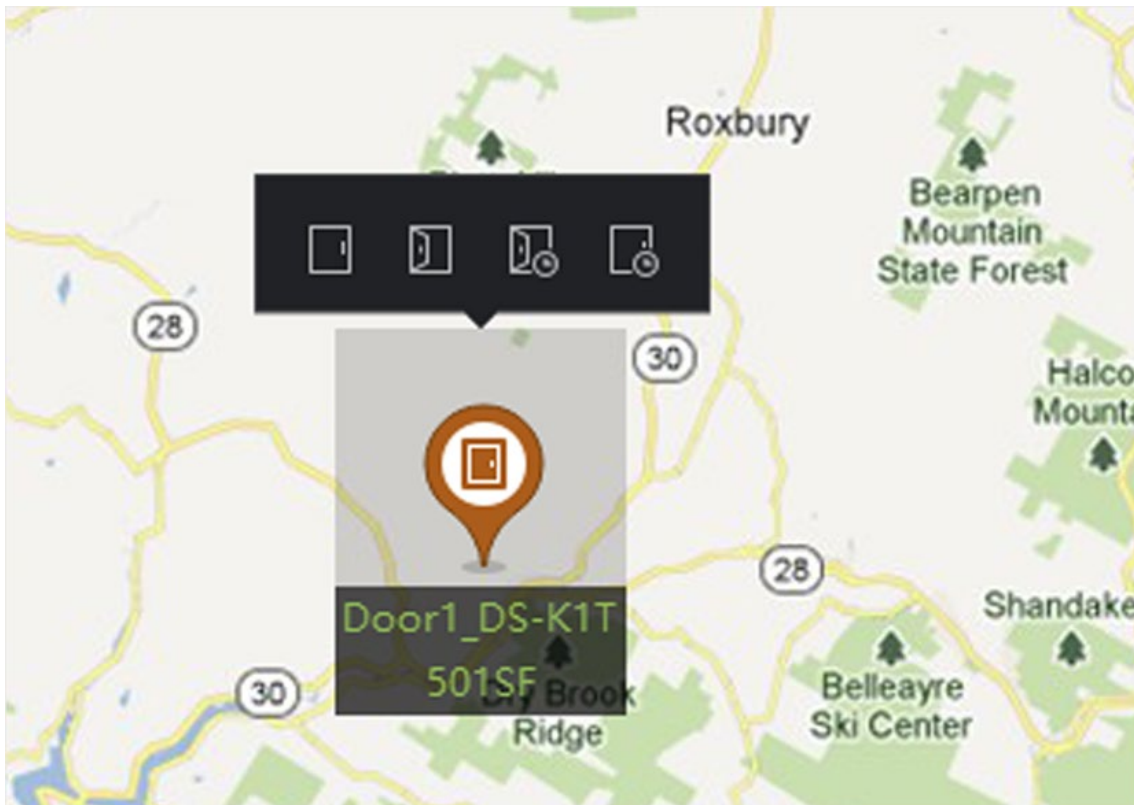 Roxbury
Bearpen
Mountain
State Forest
28
30
Halco
Mounta
28
Shandake
Door1_DS-K1T
501SF
30
Dry Brook
Ridge
Belleayre
Ski Center